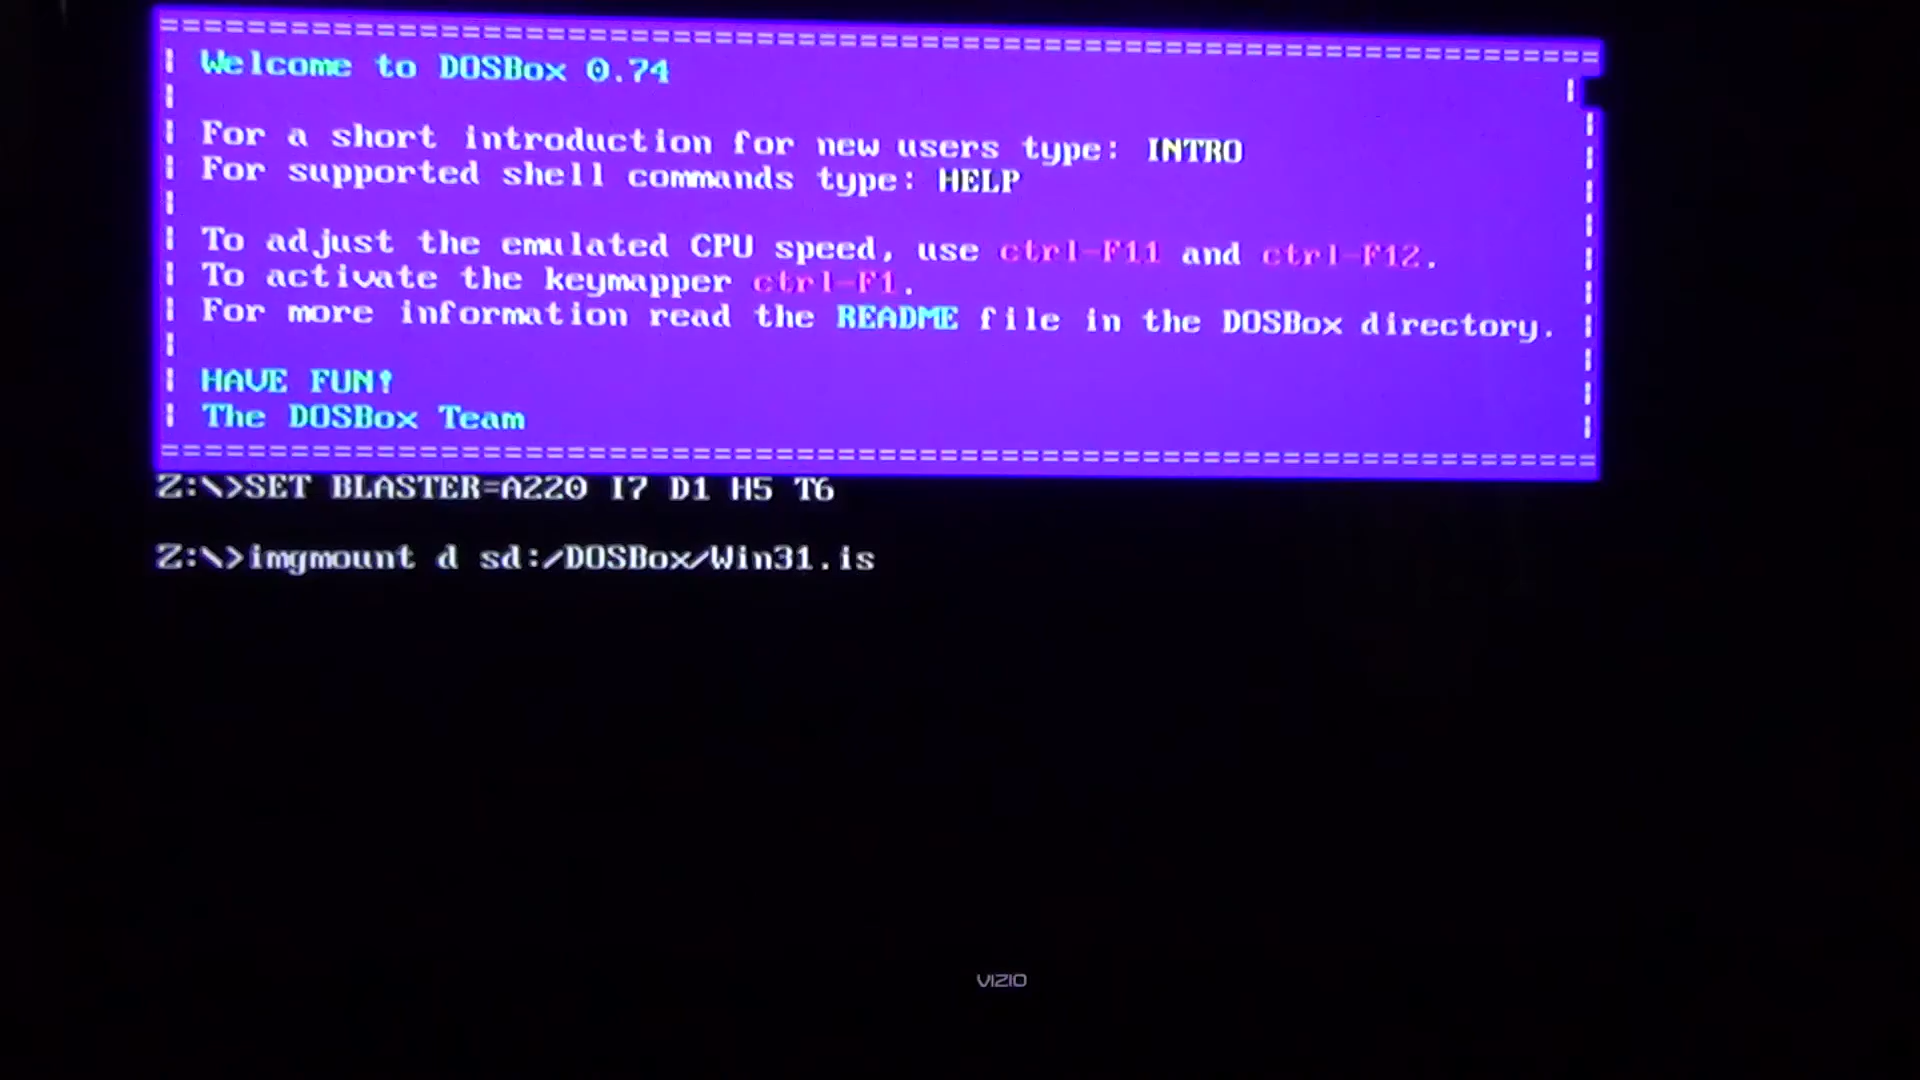 Welcome to DOSBox 0.74
For a short introduction for new users type: INTRO
For supported shell commands type: HELP
To adjust the emulated CPU speed, use ctrl-F11 and ctrl-F12.
To activate the keymapper ctrl-F1.
For more information read the README file in the DOSBox directory.
HAVE FUN!
The DOSBox Team
Z:\>SET BLASTER=A220 I7 D1 H5 T6
Z:\>imgmount d sd:/DOSBox/Win31.is
VIZIO